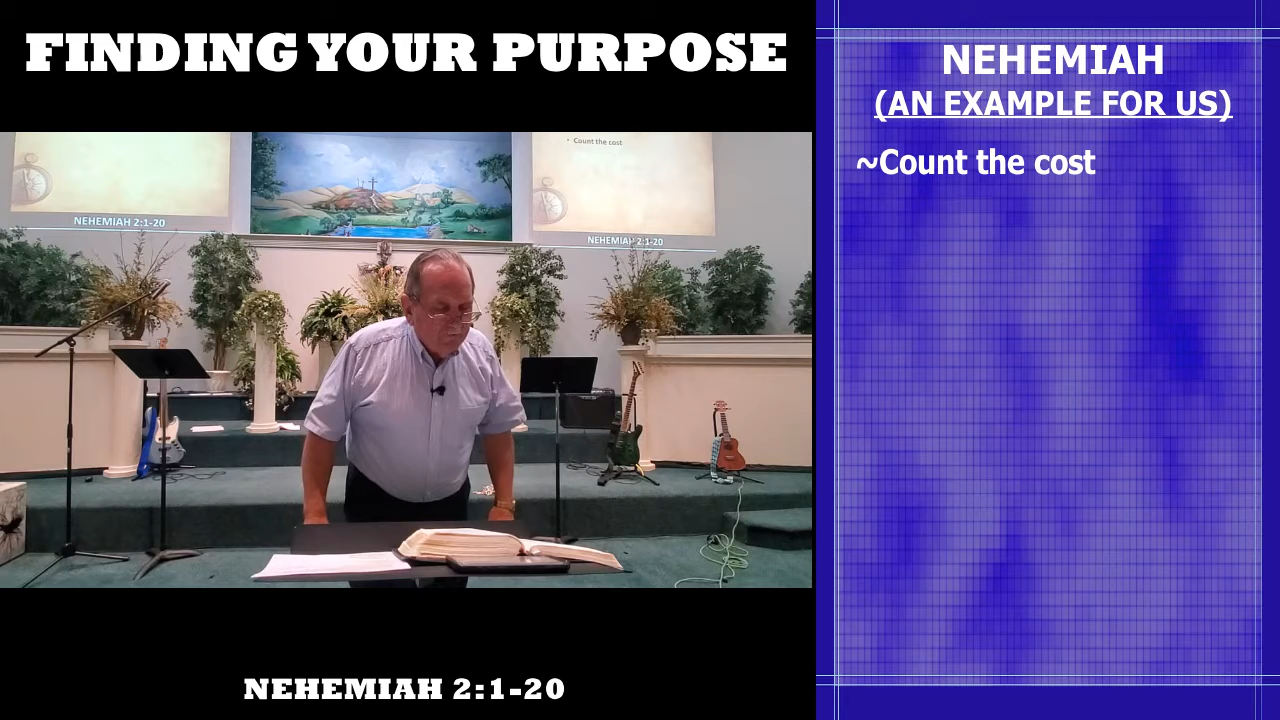 FINDING YOUR PURPOSE
• Count the cost
NEHEMIAH 2:1-20
NEHEMIAH 2:1-20
NEHEMIAH 2:1-20
NEHEMIAH
(AN EXAMPLE FOR US)
~Count the cost